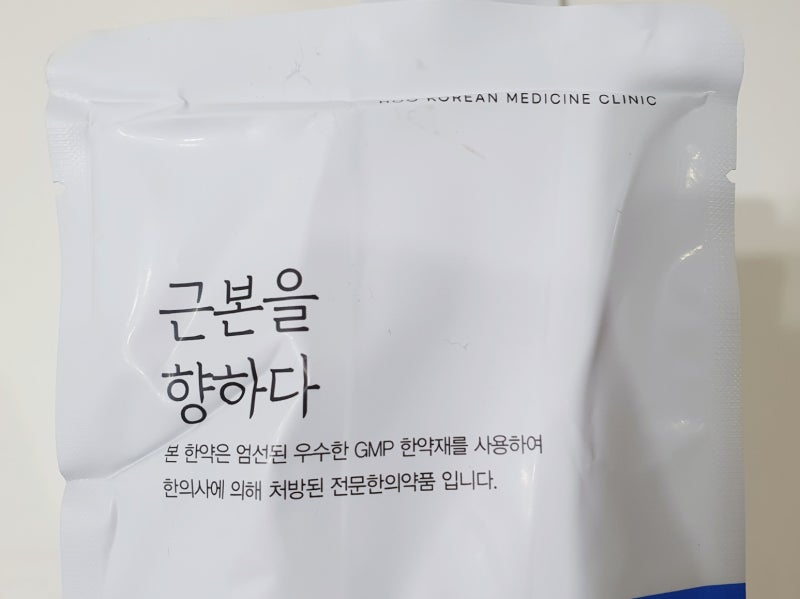 KOREAN MEDICINE CLINIC
근본을
향하다
본 한약은 엄선된 우수한 GMP 한약재를 사용하여
한의사에 의해 처방된 전문한의약품 입니다.